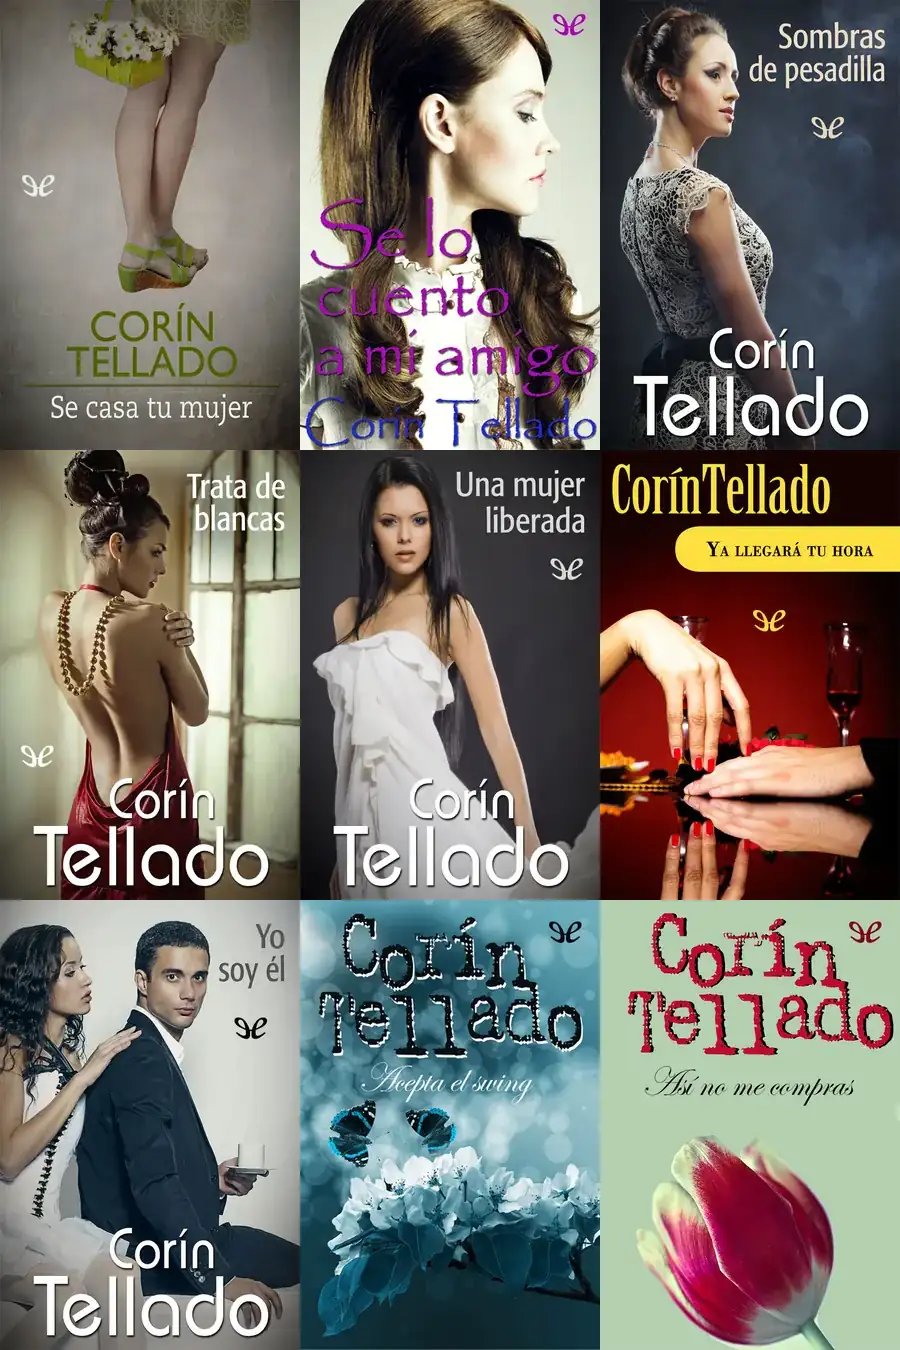 CORÍN
TELLADO
Se casa tu mujer
Se lo
cuento
a mi amigo
Corín Tellado
Sombras
de pesadilla
Corín
Tellado
Trata de
blancas
Corín
Tellado
Una mujer
liberada
Corín
Tellado
CorínTellado
YA LLEGARÁ TU HORA
Yo
soy él
Corín
Tellado
Corín
Tellado
Acepta el swing
Corín
Tellado
Así no me compras